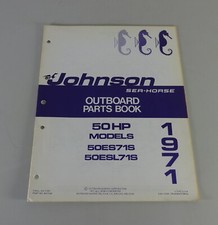 Johnson
SEA-HORSE
OUTBOARD
PARTS BOOK
50 HP
MODELS
50ES71S
50ESL71S
1971